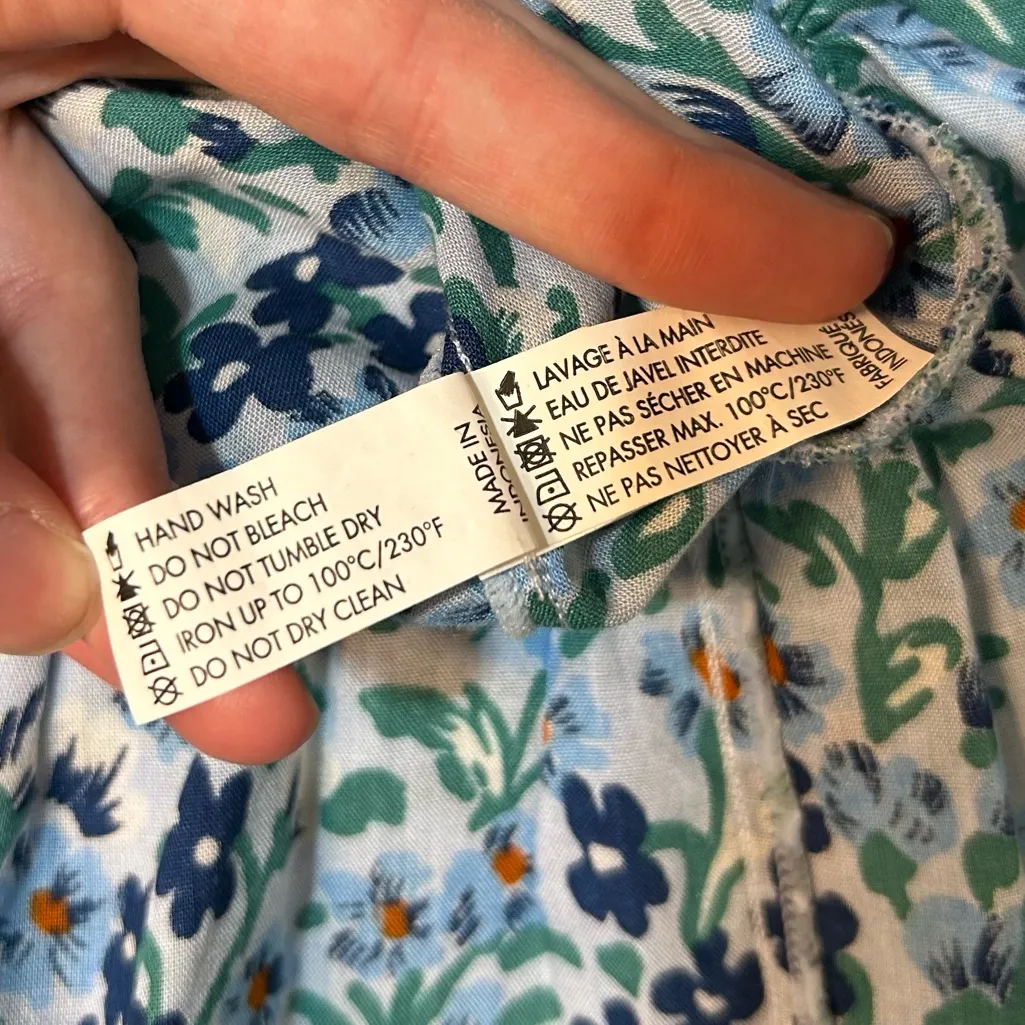 HAND WASH
DO NOT BLEACH
DO NOT TUMBLE DRY
IRON UP TO 100°C/230°F
DO NOT DRY CLEAN
MADE IN
INDONESIA
LAVAGE À LA MAIN
EAU DE JAVEL INTERDITE
NE PAS SÉCHER EN MACHINE
REPASSER MAX. 100°C/230°F
NE PAS NETTOYER À SEC
FABRIQUÉ